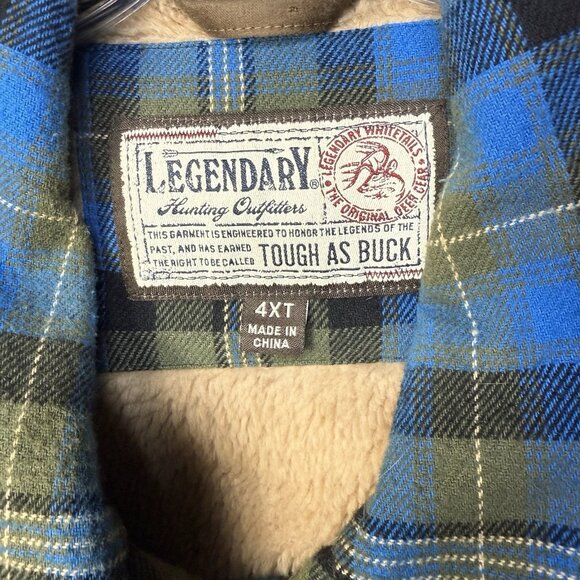 LEGENDARY®
Hunting Outfitters
LEGENDARY WHITETAILS
• THE ORIGINAL DEER GEAR •
THIS GARMENT IS ENGINEERED TO HONOR THE LEGENDS OF THE
PAST, AND HAS EARNED
THE RIGHT TO BE CALLED
TOUGH AS BUCK
4XT
MADE IN
CHINA